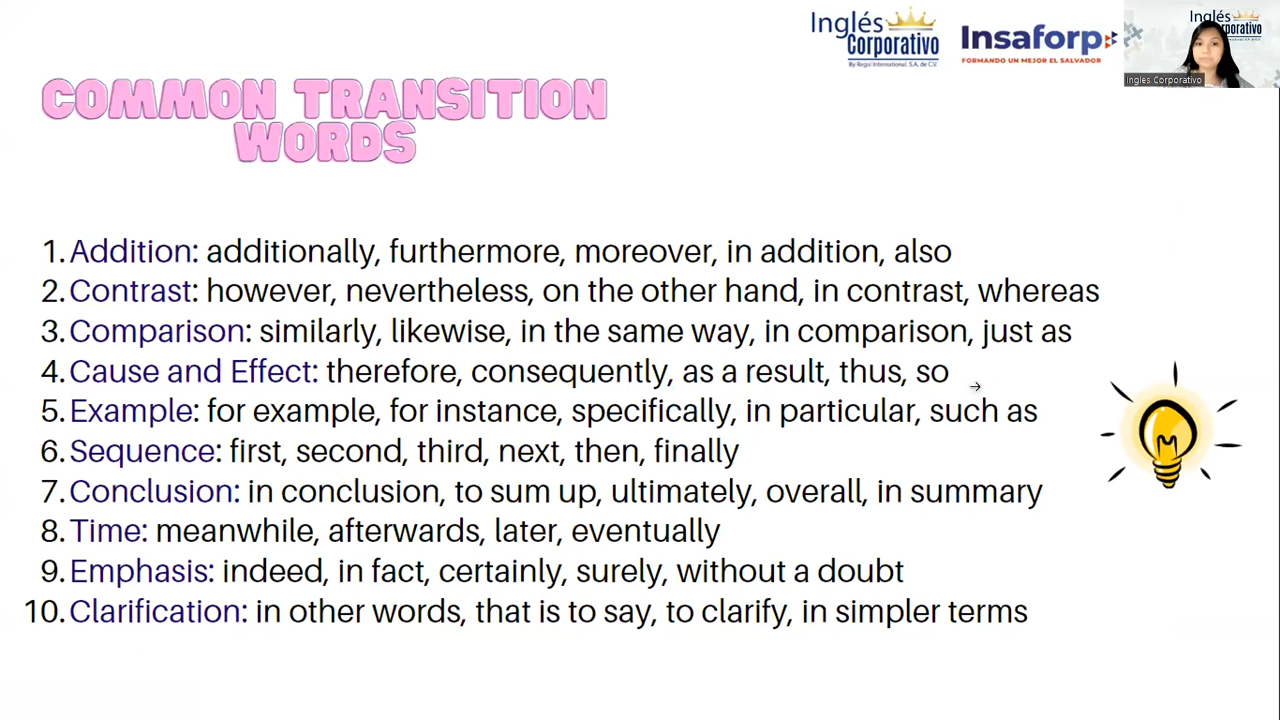 Inglés
Corporativo
By Regal International, S.A. de C.V.
Insaforp
FORMANDO UN MEJOR EL SALVADOR
Inglés
Corporativo
Inglés Corporativo
COMMON TRANSITION
WORDS
1. Addition: additionally, furthermore, moreover, in addition, also
2. Contrast: however, nevertheless, on the other hand, in contrast, whereas
3. Comparison: similarly, likewise, in the same way, in comparison, just as
4. Cause and Effect: therefore, consequently, as a result, thus, so
5. Example: for example, for instance, specifically, in particular, such as
6. Sequence: first, second, third, next, then, finally
7. Conclusion: in conclusion, to sum up, ultimately, overall, in summary
8. Time: meanwhile, afterwards, later, eventually
9. Emphasis: indeed, in fact, certainly, surely, without a doubt
10. Clarification: in other words, that is to say, to clarify, in simpler terms